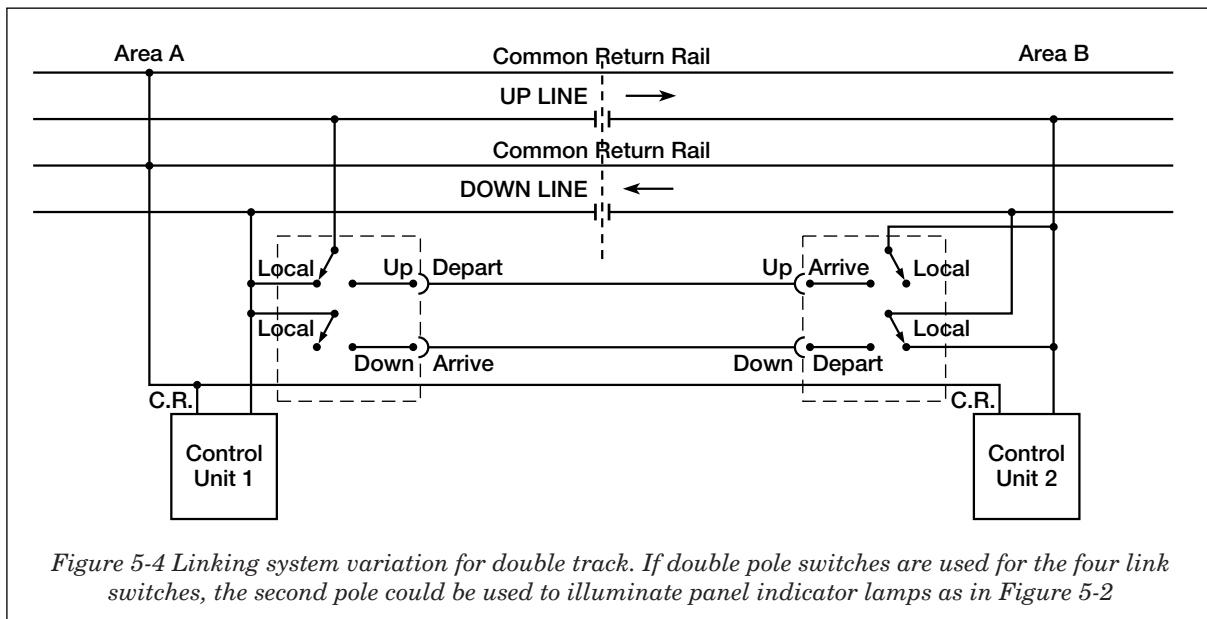 Area A
Common Return Rail
Area B
UP LINE
Common Return Rail
DOWN LINE
Local
Up
Depart
Up
Arrive
Local
Local
Down
Arrive
Down
Depart
Local
C.R.
C.R.
Control
Unit 1
Control
Unit 2
Figure 5-4 Linking system variation for double track. If double pole switches are used for the four link
switches, the second pole could be used to illuminate panel indicator lamps as in Figure 5-2